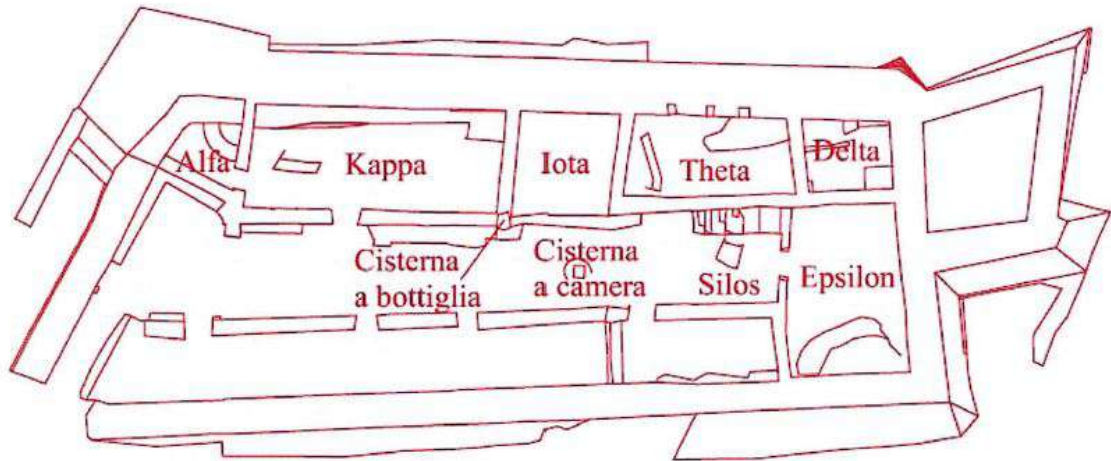 Alfa
Kappa
Iota
Theta
Delta
Cisterna
a bottiglia
Cisterna
a camera
Silos
Epsilon